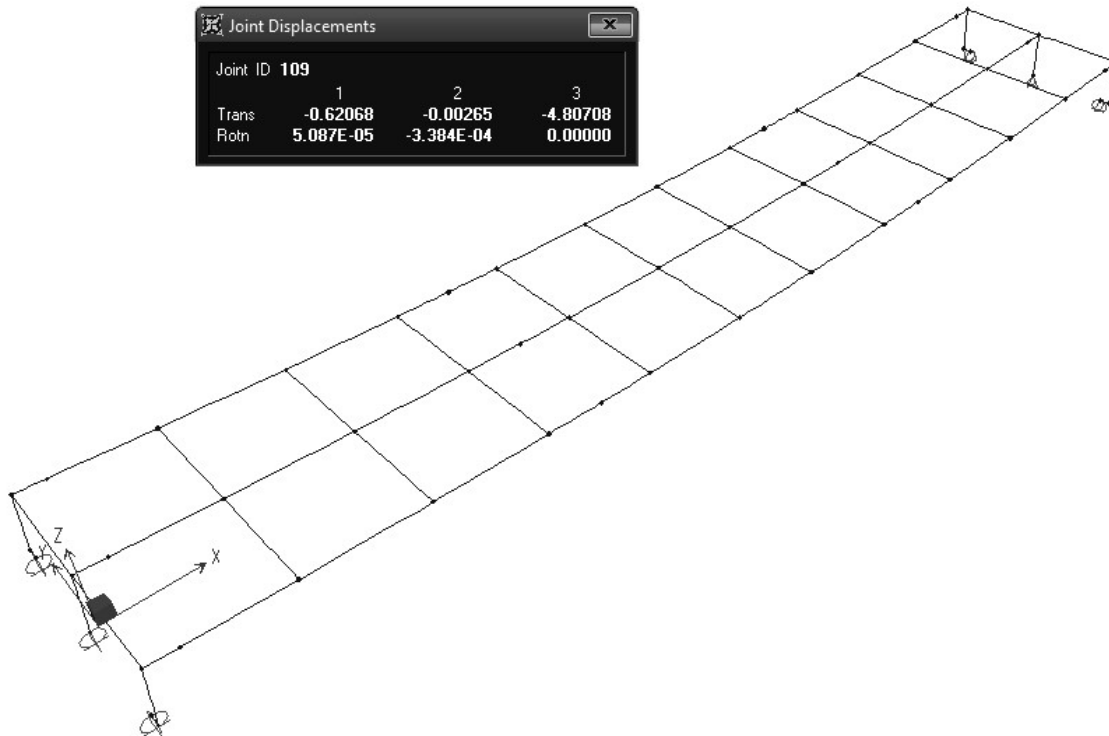 Joint Displacements
Joint ID 109
1 2 3
Trans -0.62068 -0.00265 -4.80708
Rotn 5.087E-05 -3.384E-04 0.00000
Z
Y
X